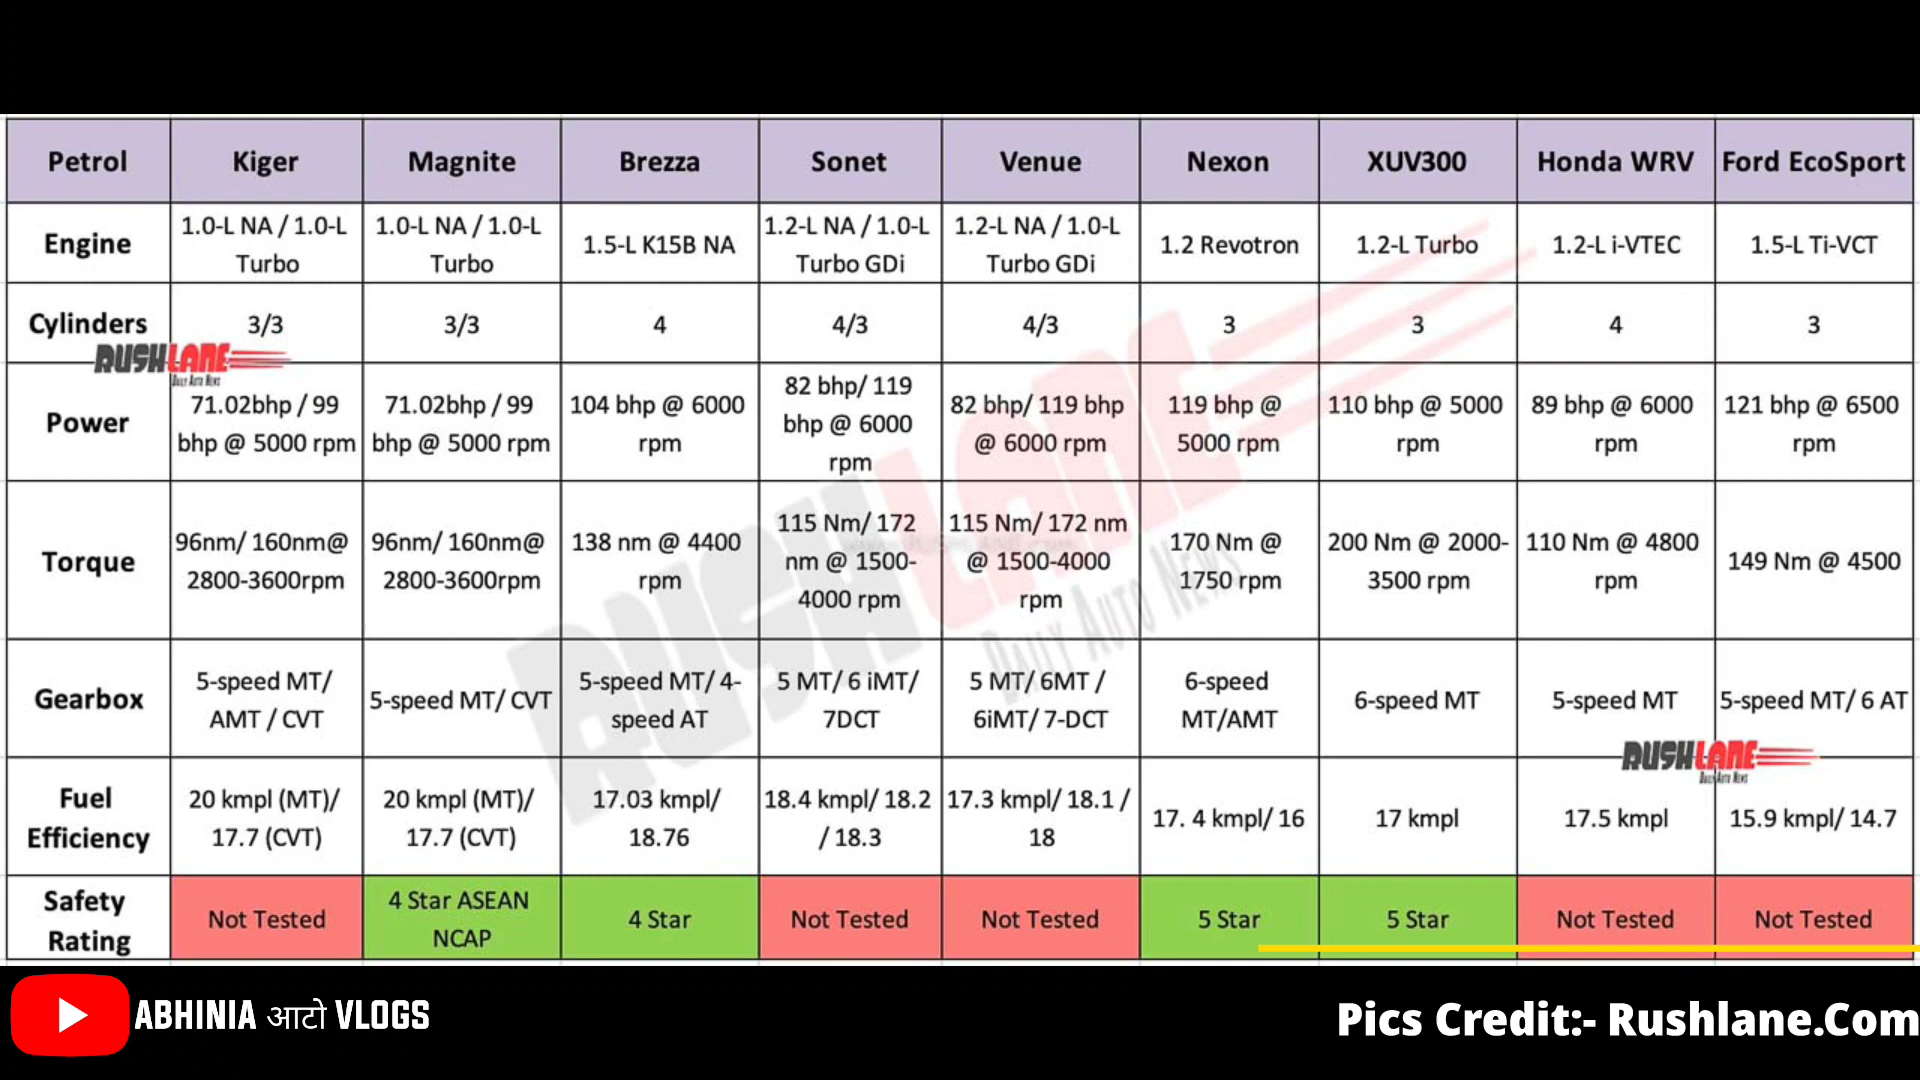 Petrol Kiger Magnite Brezza Sonet Venue Nexon XUV300 Honda WRV Ford EcoSport
Engine
1.0-L NA / 1.0-L
Turbo
1.0-L NA / 1.0-L
Turbo
1.5-L K15B NA
1.2-L NA / 1.0-L
Turbo GDi
1.2-L NA / 1.0-L
Turbo GDi
1.2 Revotron
1.2-L Turbo
1.2-L i-VTEC
1.5-L Ti-VCT
Cylinders 3/3 3/3 4 4/3 4/3 3 3 4 3
RUSHLANE
DAILY AUTO NEWS
Power
71.02bhp / 99
bhp @ 5000 rpm
71.02bhp / 99
bhp @ 5000 rpm
104 bhp @ 6000
rpm
82 bhp/ 119
bhp @ 6000
rpm
82 bhp/ 119 bhp
@ 6000 rpm
119 bhp @
5000 rpm
110 bhp @ 5000
rpm
89 bhp @ 6000
rpm
121 bhp @ 6500
rpm
Torque
96nm/ 160nm@
2800-3600rpm
96nm/ 160nm@
2800-3600rpm
138 nm @ 4400
rpm
115 Nm/ 172
nm @ 1500-
4000 rpm
115 Nm/ 172 nm
@ 1500-4000
rpm
170 Nm @
1750 rpm
200 Nm @ 2000-
3500 rpm
110 Nm @ 4800
rpm
149 Nm @ 4500
RUSHLANE
DAILY AUTO NEWS
Gearbox
5-speed MT/
AMT / CVT
5-speed MT/ CVT
5-speed MT/ 4-
speed AT
5 MT/ 6 iMT/
7DCT
5 MT/ 6MT /
6iMT/ 7-DCT
6-speed
MT/AMT
6-speed MT
5-speed MT
5-speed MT/ 6 AT
RUSHLANE
DAILY AUTO NEWS
Fuel
Efficiency
20 kmpl (MT)/
17.7 (CVT)
20 kmpl (MT)/
17.7 (CVT)
17.03 kmpl/
18.76
18.4 kmpl/ 18.2
/ 18.3
17.3 kmpl/ 18.1 /
18
17. 4 kmpl/ 16
17 kmpl
17.5 kmpl
15.9 kmpl/ 14.7
Safety
Rating
Not Tested
4 Star ASEAN
NCAP
4 Star
Not Tested
Not Tested
5 Star
5 Star
Not Tested
Not Tested
ABHINIA आटो VLOGS
Pics Credit:- Rushlane.Com